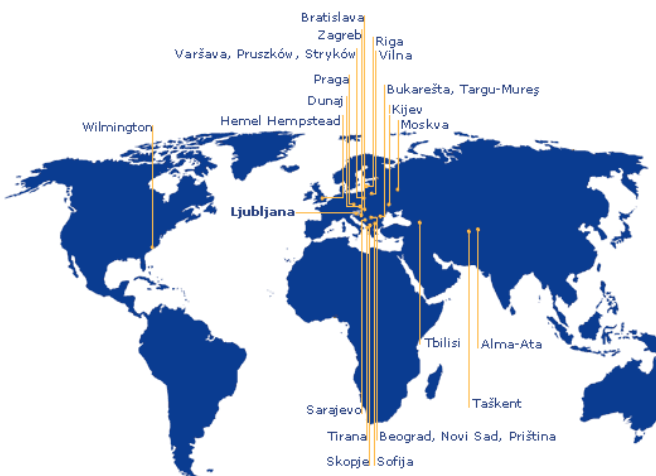 Bratislava
Zagreb
Riga
Varšava, Pruszków, Stryków
Vilna
Praga
Bukarešta, Targu-Mureş
Dunaj
Kijev
Hemel Hempstead
Moskva
Wilmington
Ljubljana
Tbilisi
Alma-Ata
Taškent
Sarajevo
Tirana
Beograd, Novi Sad, Priština
Skopje
Sofija